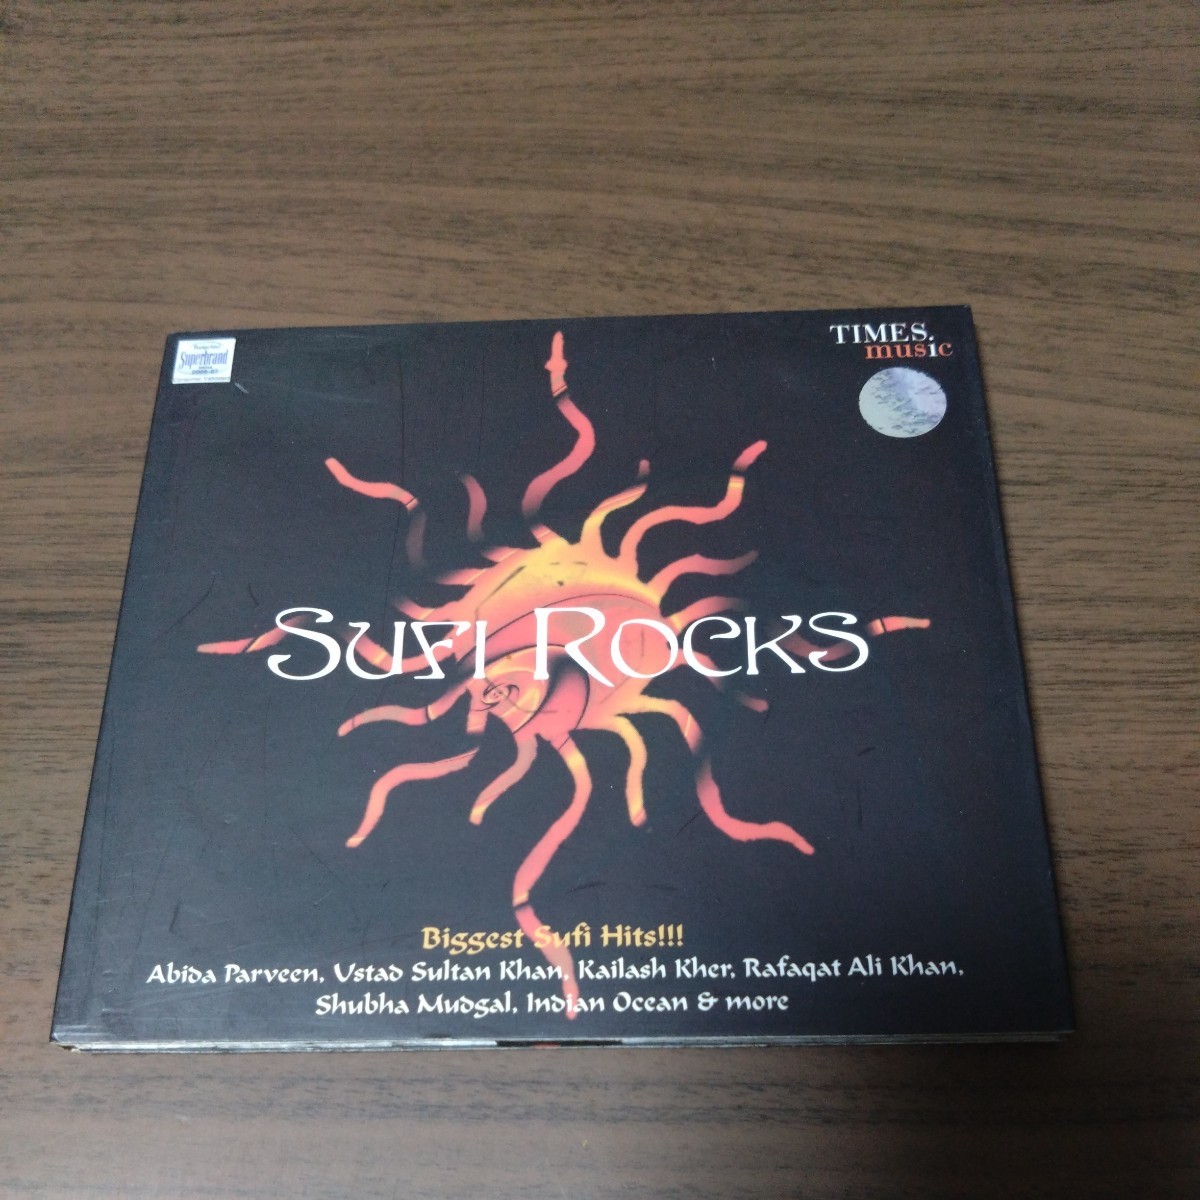 Superbrand
INDIA
TIMES.
music
SUFI ROCKS
Biggest Sufi Hits!!!
Abida Parveen, Ustad Sultan Khan, Kailash Kher, Rafaqat Ali Khan,
Shubha Mudgal, Indian Ocean & more